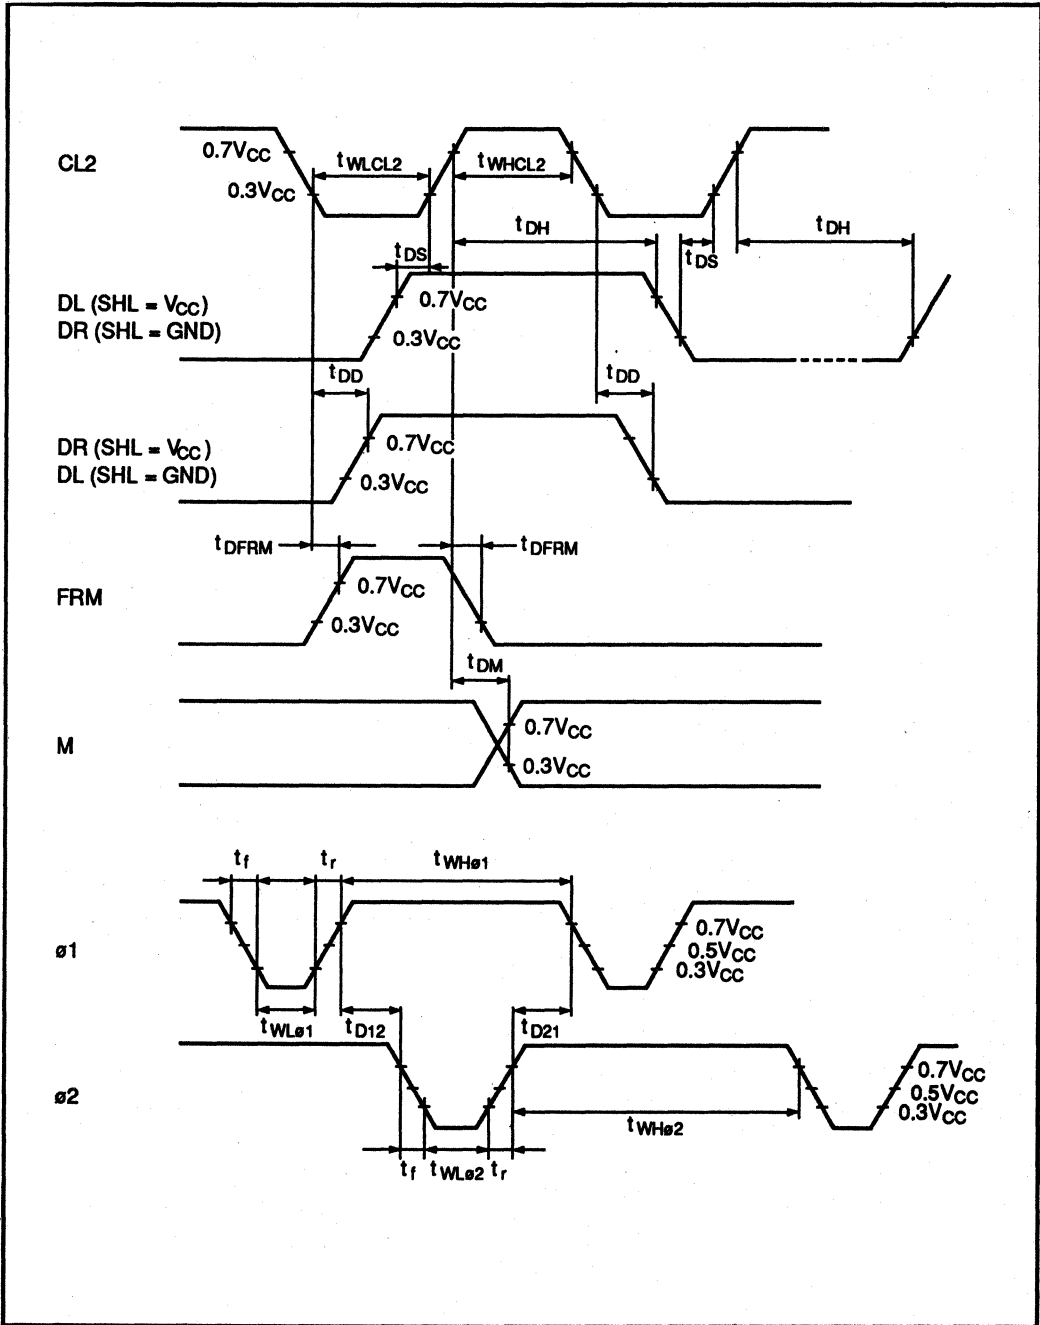 CL2
0.7VCC
0.3VCC
tWLCL2
tWHCL2
tDH
tDS
tDH
tDS
DL (SHL = VCC)
DR (SHL = GND)
0.7VCC
0.3VCC
tDD
tDD
DR (SHL = VCC)
DL (SHL = GND)
0.7VCC
0.3VCC
tDFRM
tDFRM
FRM
0.7VCC
0.3VCC
tDM
M
0.7VCC
0.3VCC
tf
tr
tWHø1
ø1
0.7VCC
0.5VCC
0.3VCC
tWLø1
tD12
tD21
ø2
0.7VCC
0.5VCC
0.3VCC
tWHø2
tf
tWLø2
tr